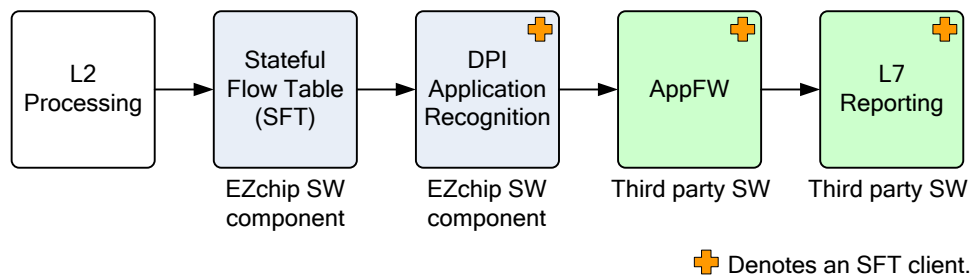 L2
Processing
Stateful
Flow Table
(SFT)
DPI
Application
Recognition
AppFW
L7
Reporting
EZchip SW
component
EZchip SW
component
Third party SW
Third party SW
Denotes an SFT client.